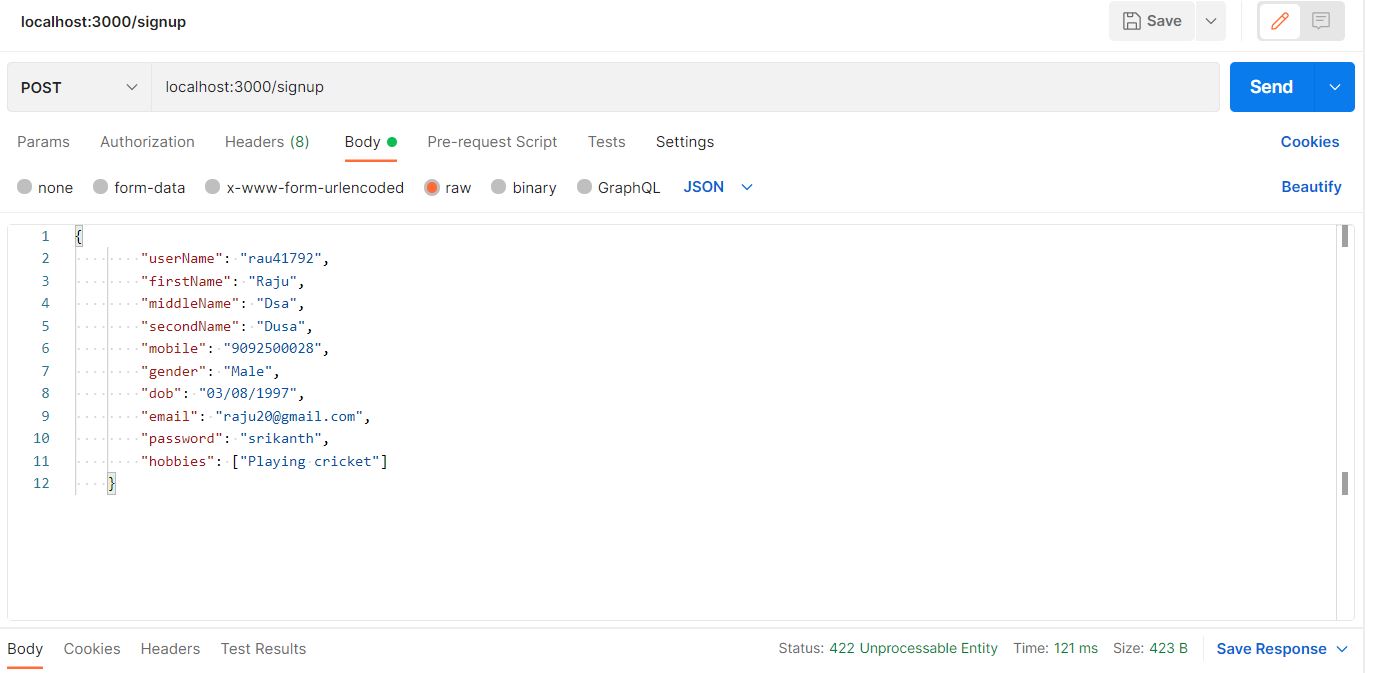 localhost:3000/signup
Save
POST localhost:3000/signup Send
Params Authorization Headers (8) Body Pre-request Script Tests Settings Cookies
none form-data x-www-form-urlencoded raw binary GraphQL JSON Beautify
1 {
2 "userName": "rau41792",
3 "firstName": "Raju",
4 "middleName": "Dsa",
5 "secondName": "Dusa",
6 "mobile": "9092500028",
7 "gender": "Male",
8 "dob": "03/08/1997",
9 "email": "raju20@gmail.com",
10 "password": "srikanth",
11 "hobbies": ["Playing cricket"]
12 }
Body Cookies Headers Test Results Status: 422 Unprocessable Entity Time: 121 ms Size: 423 B Save Response